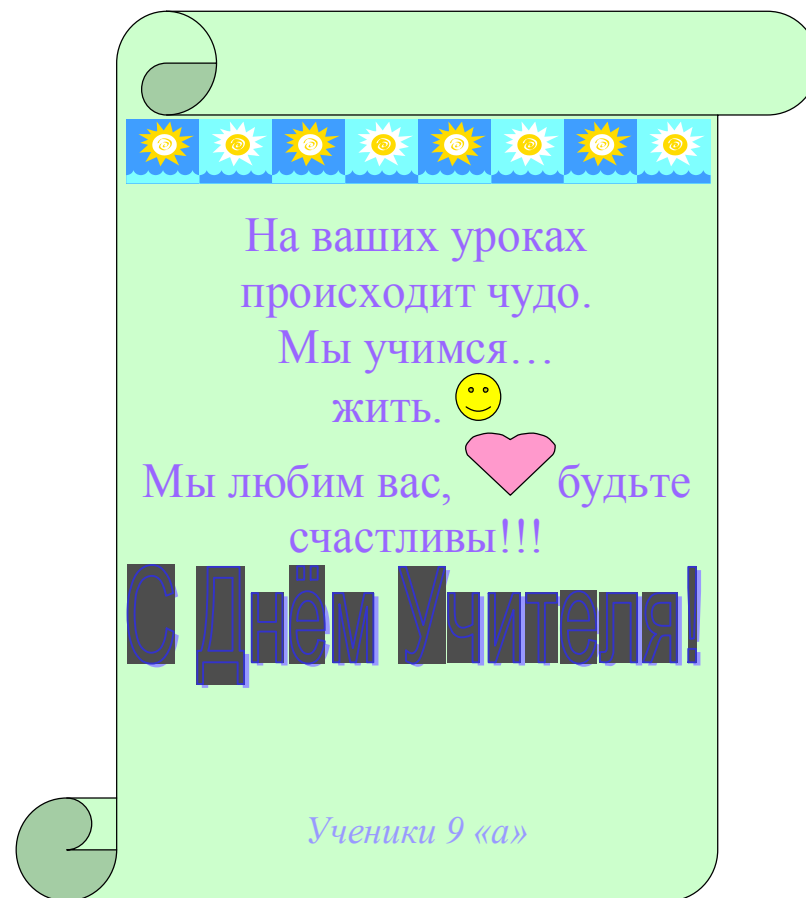 На ваших уроках
происходит чудо.
Мы учимся…
жить.
Мы любим вас, будьте
счастливы!!!
С Днём Учителя!
Ученики 9 «а»